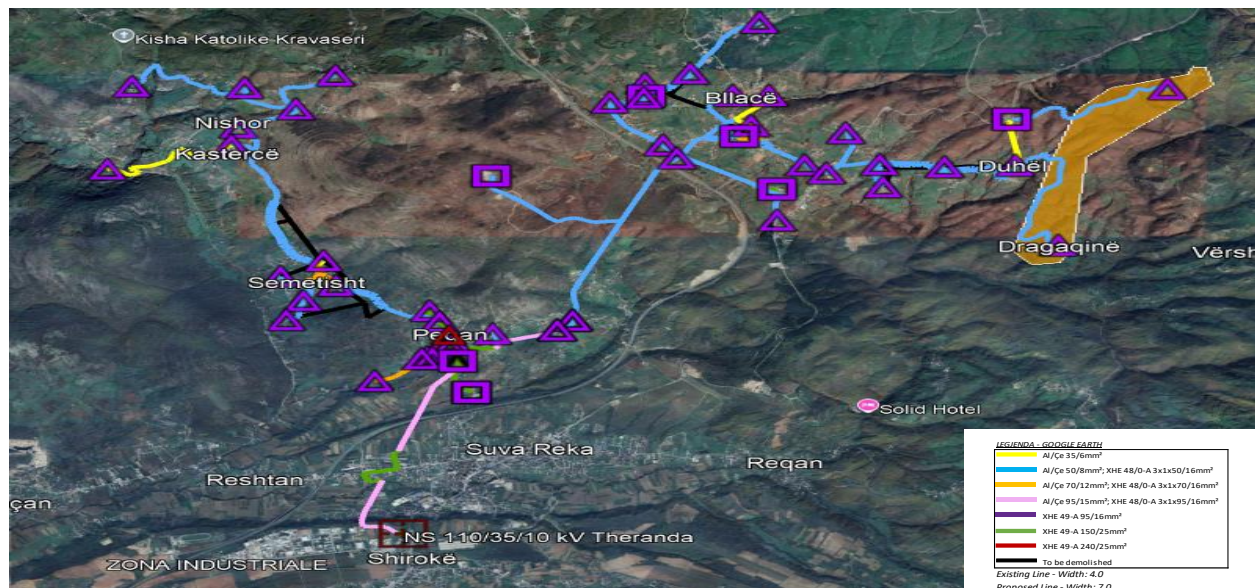 Kisha Katolike Kravaseri
Bllacë
Nishor
Kastercë
Duhël
Dragaqinë
Semetisht
Solid Hotel
Suva Reka
Reshtan
Reqan
NS 110/35/10 kV Theranda
Shirokë
ZONA INDUSTRIALE
LEGJENDA - GOOGLE EARTH
Al/Çe 35/6mm²
Al/Çe 50/8mm²; XHE 48/0-A 3x1x50/16mm²
Al/Çe 70/12mm²; XHE 48/0-A 3x1x70/16mm²
Al/Çe 95/15mm²; XHE 48/0-A 3x1x95/16mm²
XHE 49-A 95/16mm²
XHE 49-A 150/25mm²
XHE 49-A 240/25mm²
To be demolished
Existing Line - Width: 4.0
Proposed Line - Width: 7.0